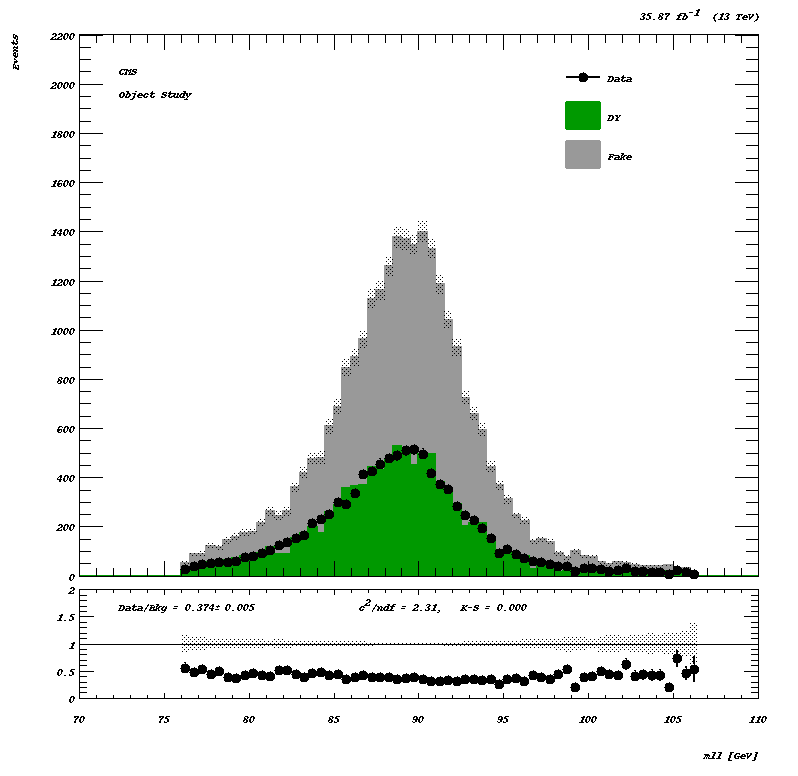 35.87 fb-1 (13 TeV)
Events
2200
2000
1800
1600
1400
1200
1000
800
600
400
200
0
CMS
Object Study
Data
DY
Fake
2
1.5
1
0.5
0
Data/Bkg = 0.374± 0.005
c2/ndf = 2.31, K-S = 0.000
70 75 80 85 90 95 100 105 110
mll [GeV]